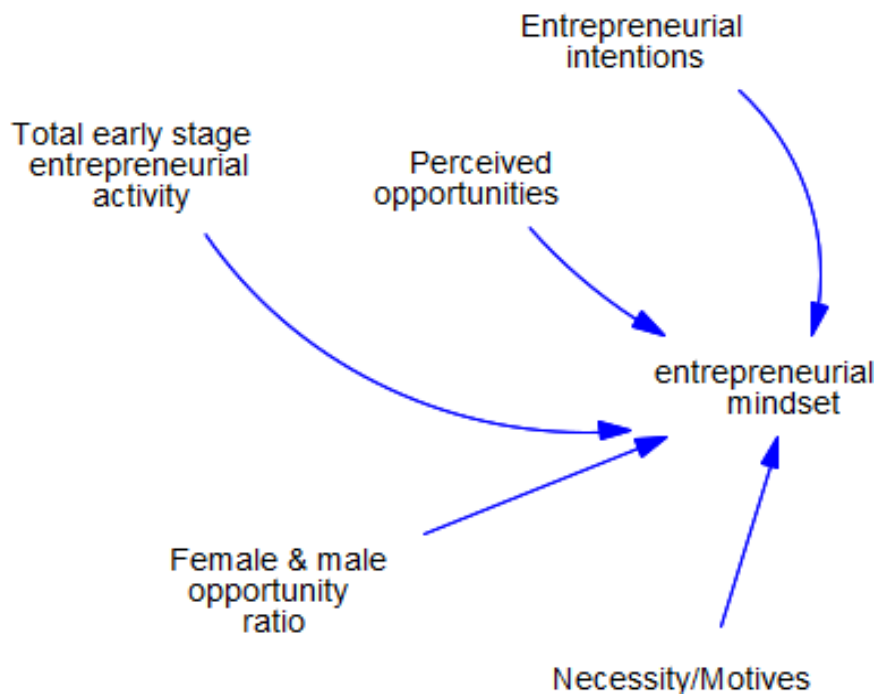 Entrepreneurial
intentions
Total early stage
entrepreneurial
activity
Perceived
opportunities
entrepreneurial
mindset
Female & male
opportunity
ratio
Necessity/Motives